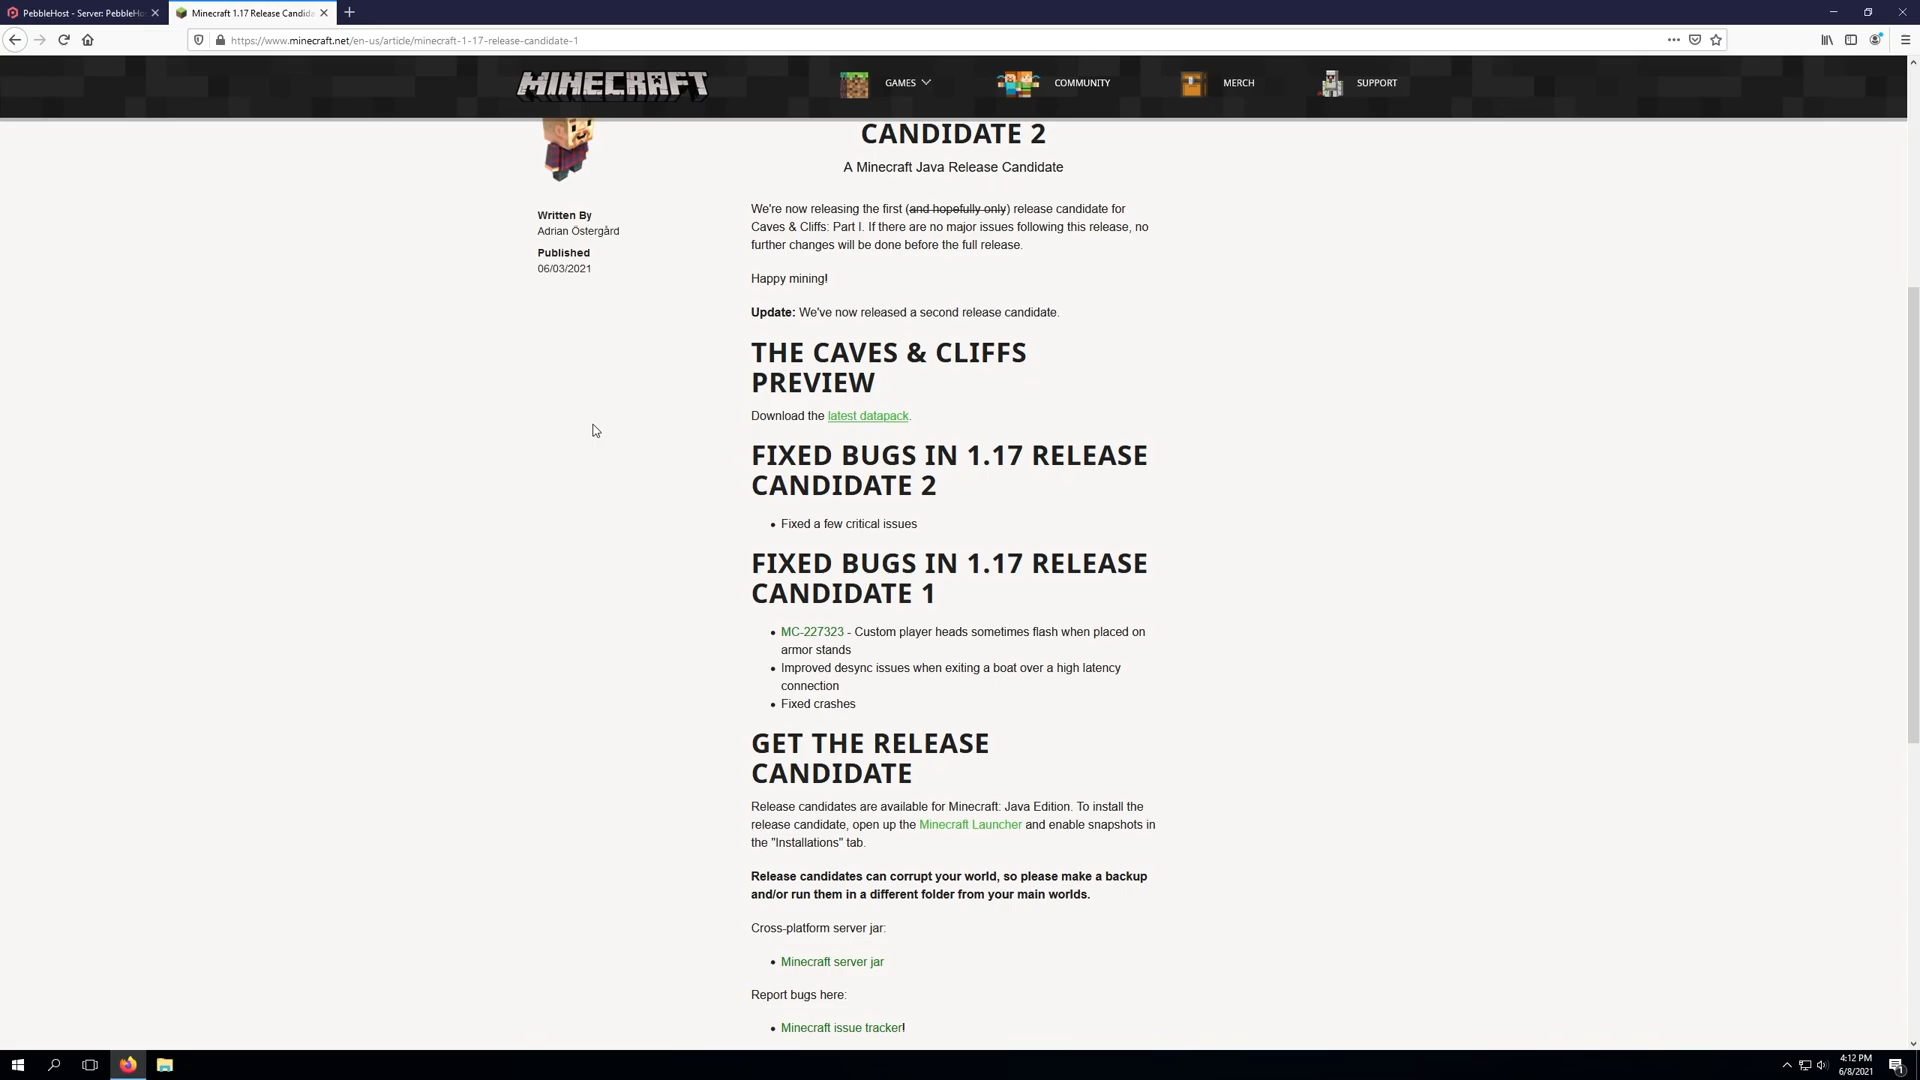 PebbleHost - Server: PebbleHo
Minecraft 1.17 Release Candida
https://www.minecraft.net/en-us/article/minecraft-1-17-release-candidate-1
MINECRAFT
GAMES
COMMUNITY
MERCH
SUPPORT
CANDIDATE 2
A Minecraft Java Release Candidate
Written By
Adrian Östergård
Published
06/03/2021
We're now releasing the first (and hopefully only) release candidate for
Caves & Cliffs: Part I. If there are no major issues following this release, no
further changes will be done before the full release.
Happy mining!
Update: We've now released a second release candidate.
THE CAVES & CLIFFS
PREVIEW
Download the latest datapack.
FIXED BUGS IN 1.17 RELEASE
CANDIDATE 2
• Fixed a few critical issues
FIXED BUGS IN 1.17 RELEASE
CANDIDATE 1
• MC-227323 - Custom player heads sometimes flash when placed on
armor stands
• Improved desync issues when exiting a boat over a high latency
connection
• Fixed crashes
GET THE RELEASE
CANDIDATE
Release candidates are available for Minecraft: Java Edition. To install the
release candidate, open up the Minecraft Launcher and enable snapshots in
the "Installations" tab.
Release candidates can corrupt your world, so please make a backup
and/or run them in a different folder from your main worlds.
Cross-platform server jar:
• Minecraft server jar
Report bugs here:
• Minecraft issue tracker!
4:12 PM
6/8/2021